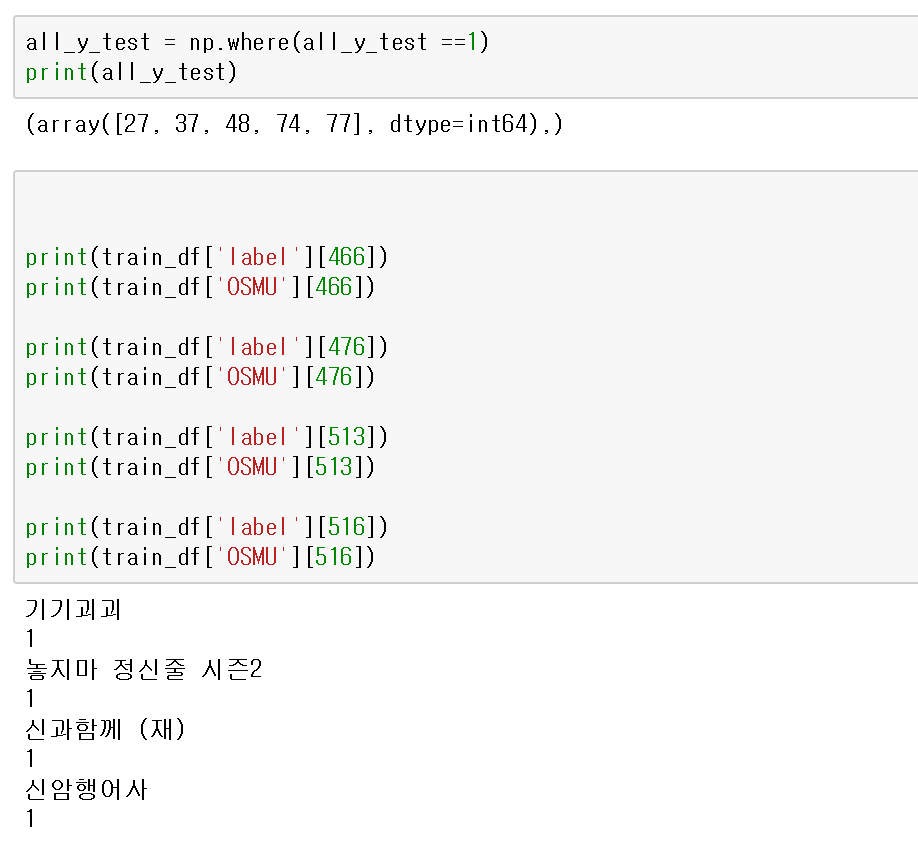 all_y_test = np.where(all_y_test ==1)
print(all_y_test)
(array([27, 37, 48, 74, 77], dtype=int64),)
print(train_df['label'][466])
print(train_df['OSMU'][466])
print(train_df['label'][476])
print(train_df['OSMU'][476])
print(train_df['label'][513])
print(train_df['OSMU'][513])
print(train_df['label'][516])
print(train_df['OSMU'][516])
기기괴괴
1
놓지마 정신줄 시즌2
1
신과함께 (재)
1
신암행어사
1